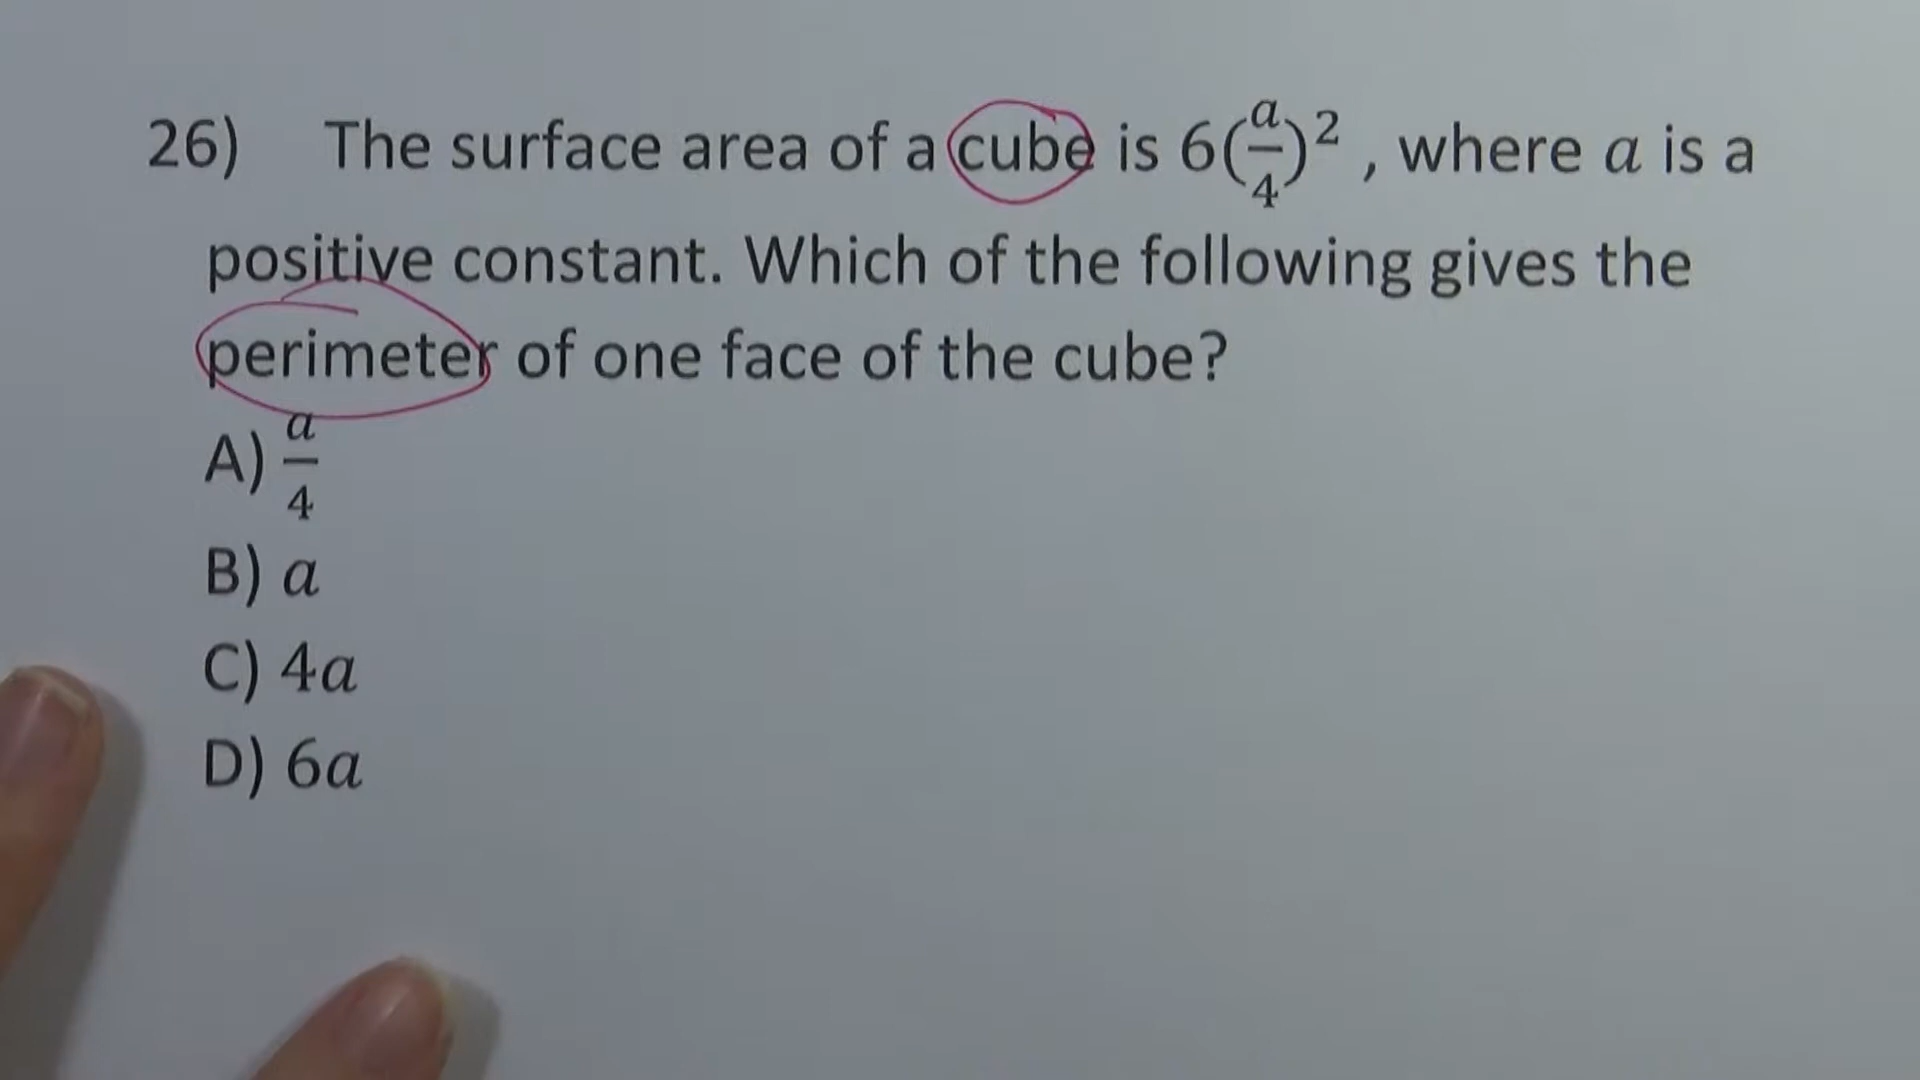 26) The surface area of a cube is 6(a/4)², where a is a
positive constant. Which of the following gives the
perimeter of one face of the cube?
A) a/4
B) a
C) 4a
D) 6a